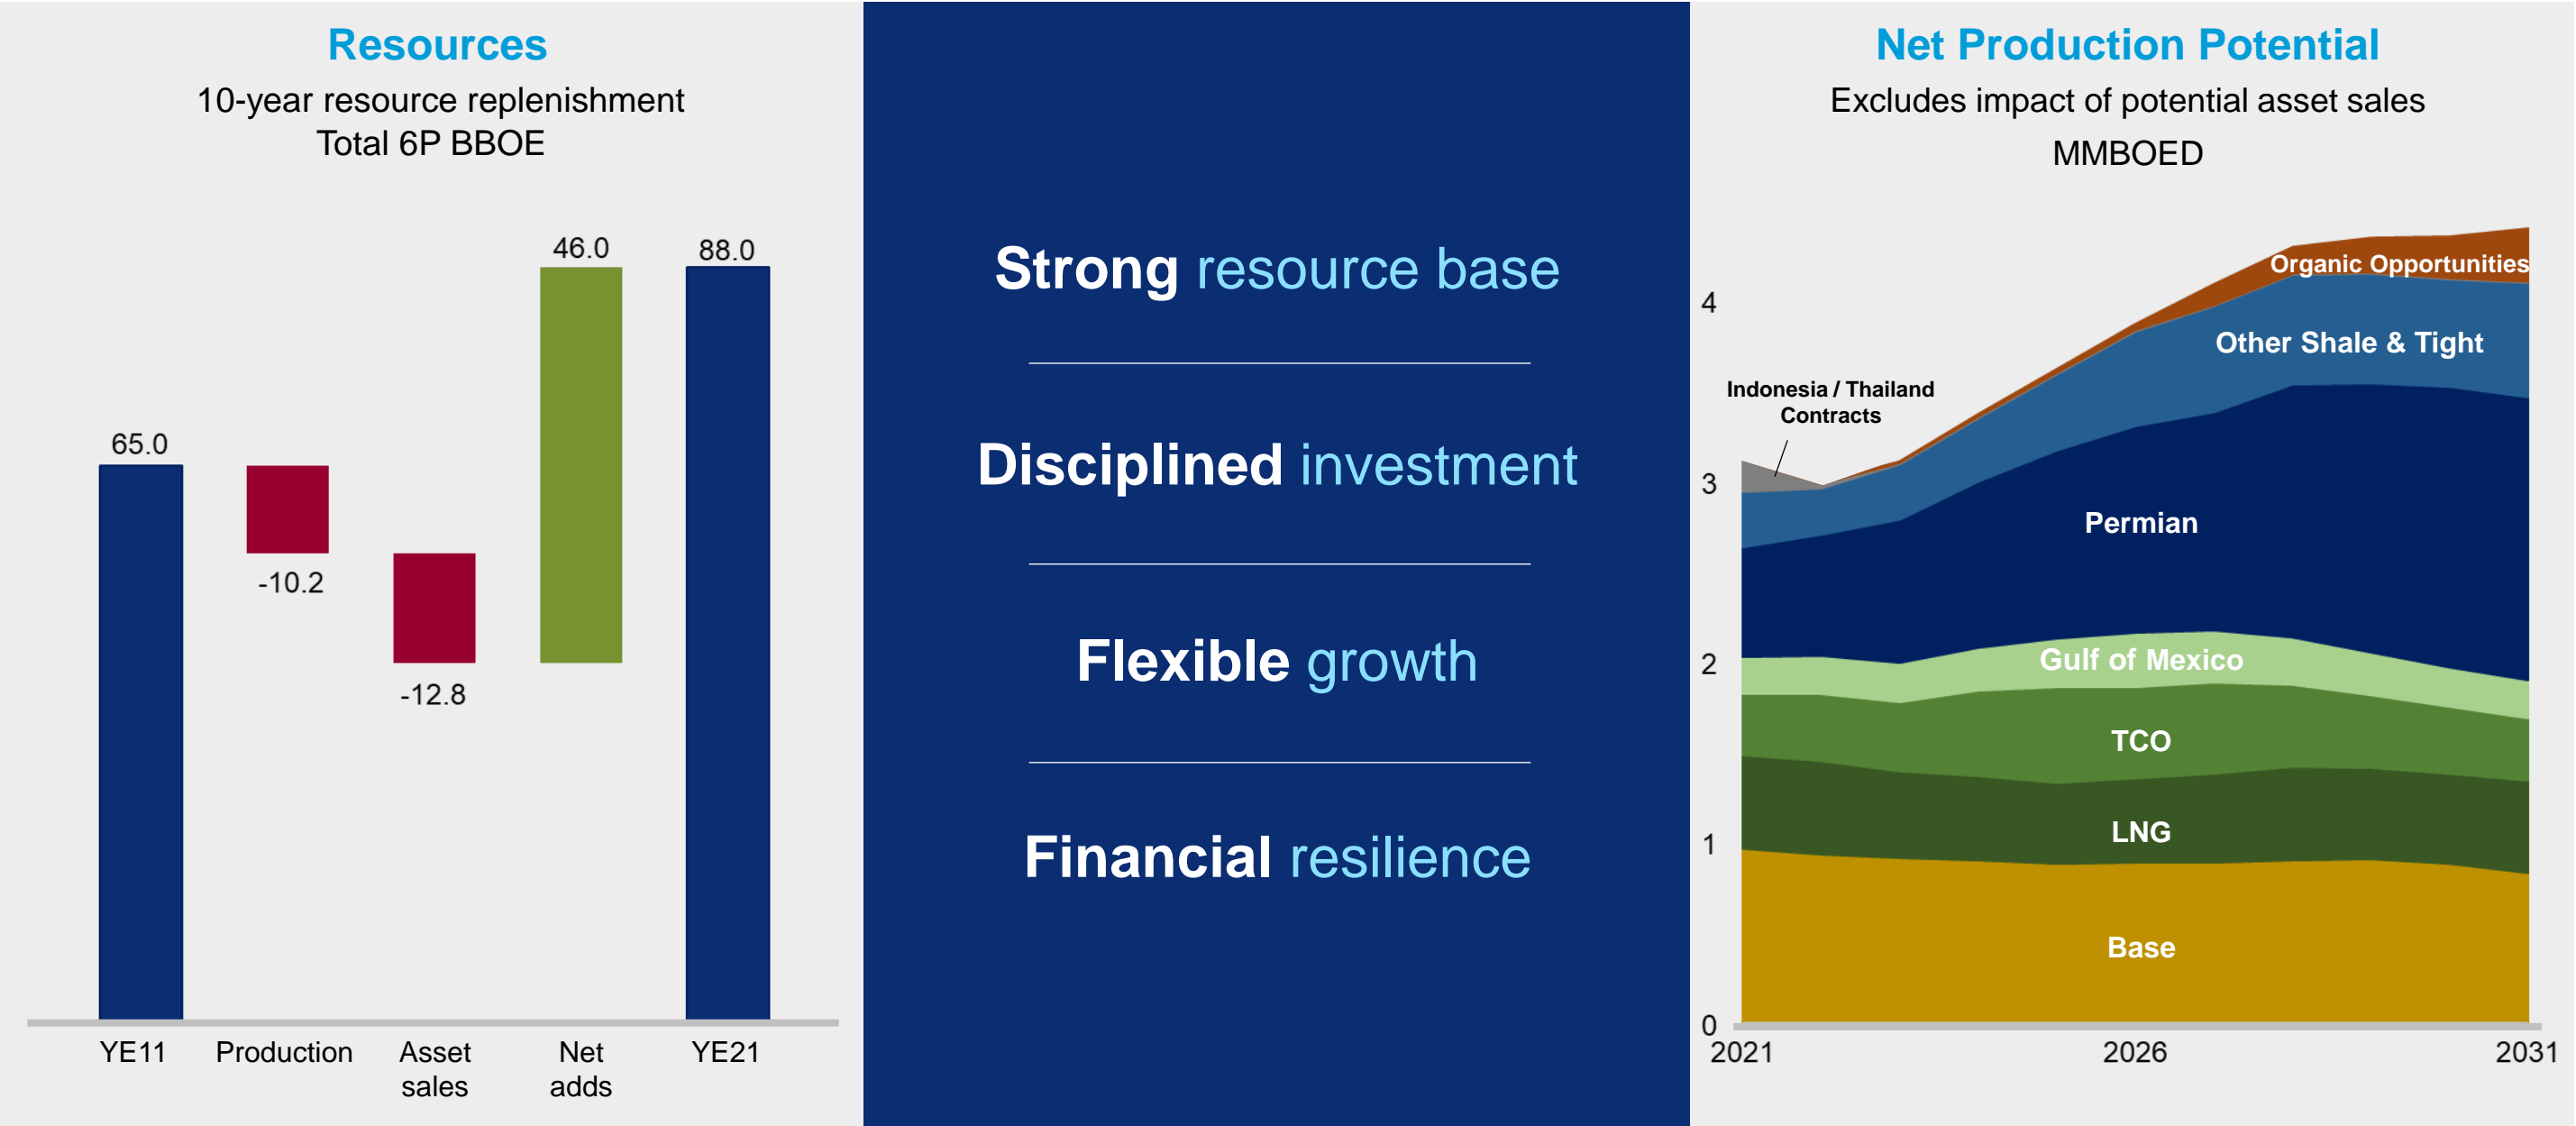 Resources
10-year resource replenishment
Total 6P BBOE
65.0
-10.2
-12.8
46.0
88.0
YE11
Production
Asset
sales
Net
adds
YE21
Strong resource base
Disciplined investment
Flexible growth
Financial resilience
Net Production Potential
Excludes impact of potential asset sales
MMBOED
4
3
2
1
0
Indonesia / Thailand
Contracts
Organic Opportunities
Other Shale & Tight
Permian
Gulf of Mexico
TCO
LNG
Base
2021
2026
2031